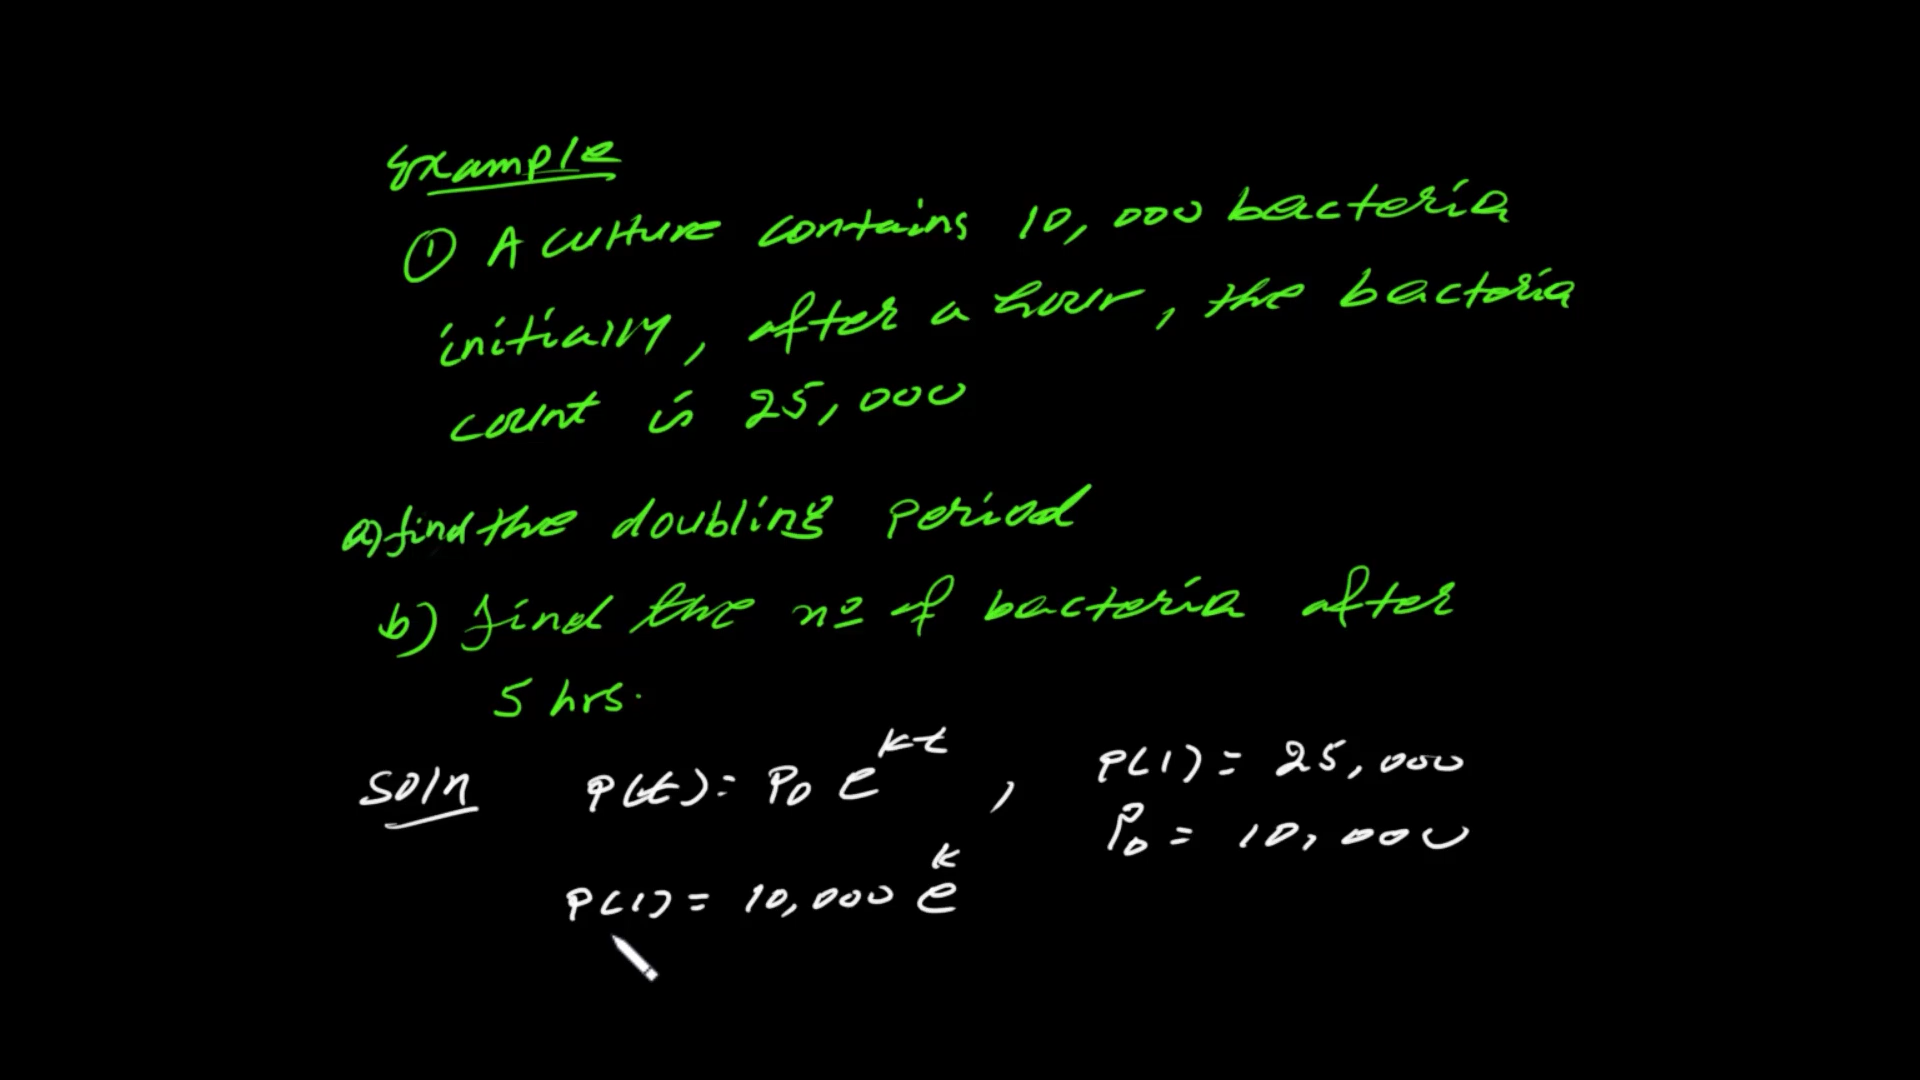 Example
① A culture contains 10,000 bacteria
initially, after a hour, the bacteria
count is 25,000
a) find the doubling period
b) find the nº of bacteria after
5 hrs.
Soln P(t) = P₀ e^kt , P(1) = 25,000
P₀ = 10,000
P(1) = 10,000 e^k